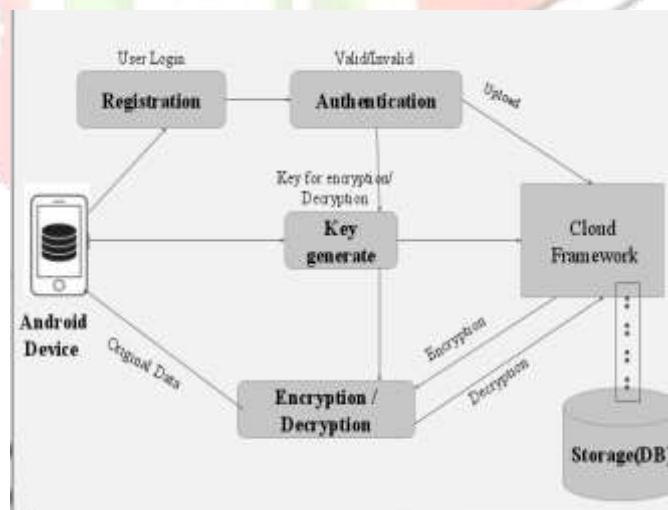 User Login
Valid/Invalid
Registration
Authentication
Upload
Key for encryption/
Decryption
Key
generate
Cloud
Framework
Android
Device
Original Data
Encryption
Decryption
Encryption /
Decryption
Storage(DB)